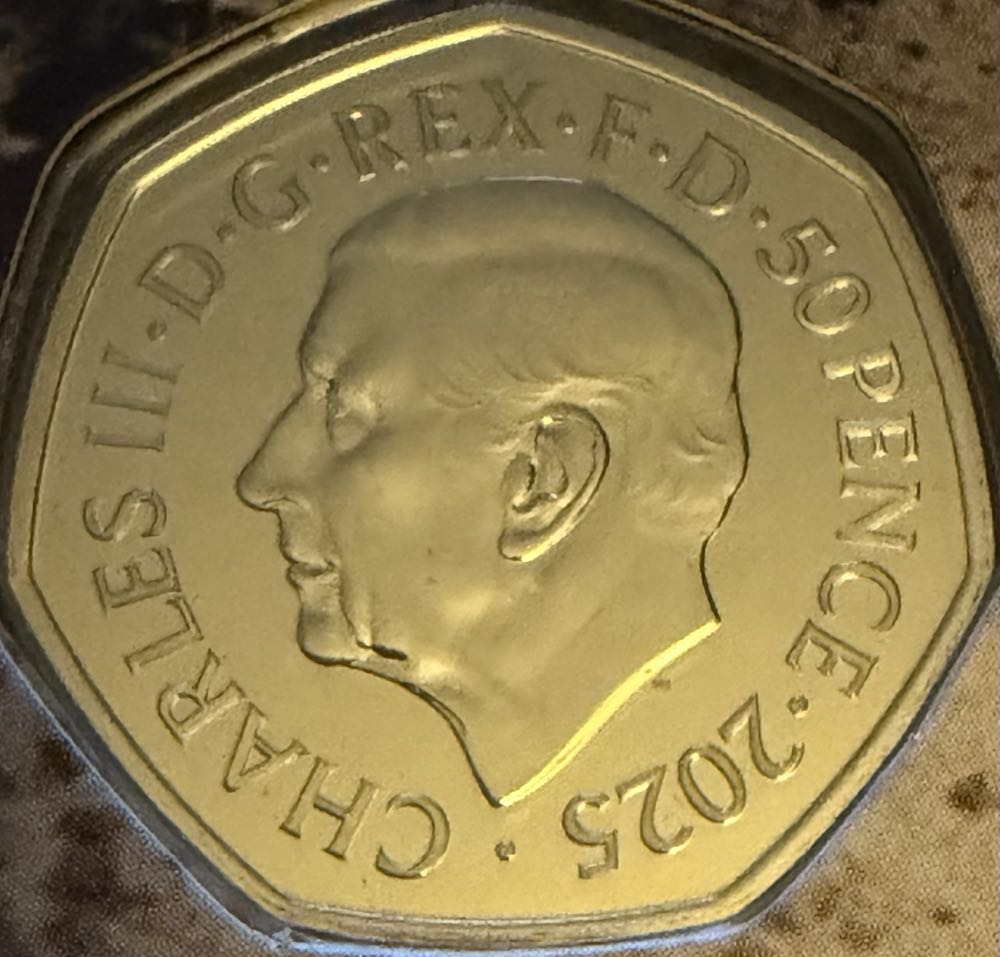 CHARLES III · D · G · REX · F · D · 50 PENCE · 2025 ·